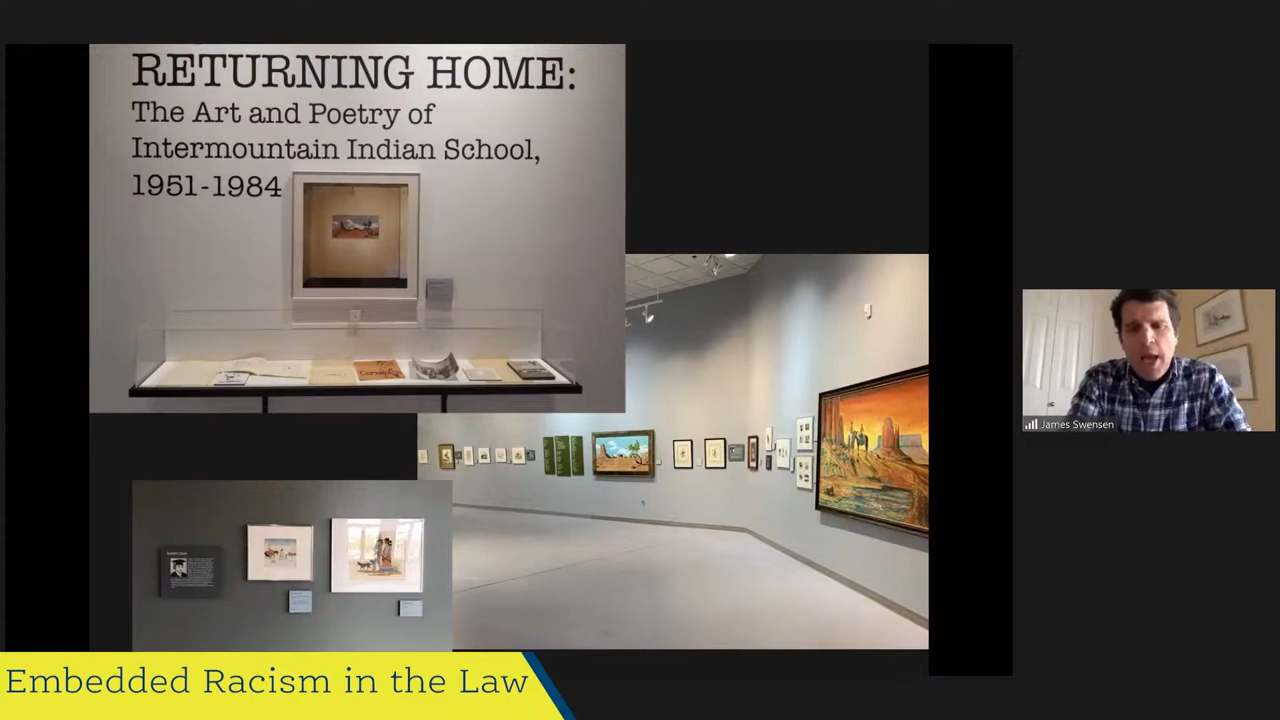 RETURNING HOME:
The Art and Poetry of
Intermountain Indian School,
1951-1984
James Swensen
Embedded Racism in the Law